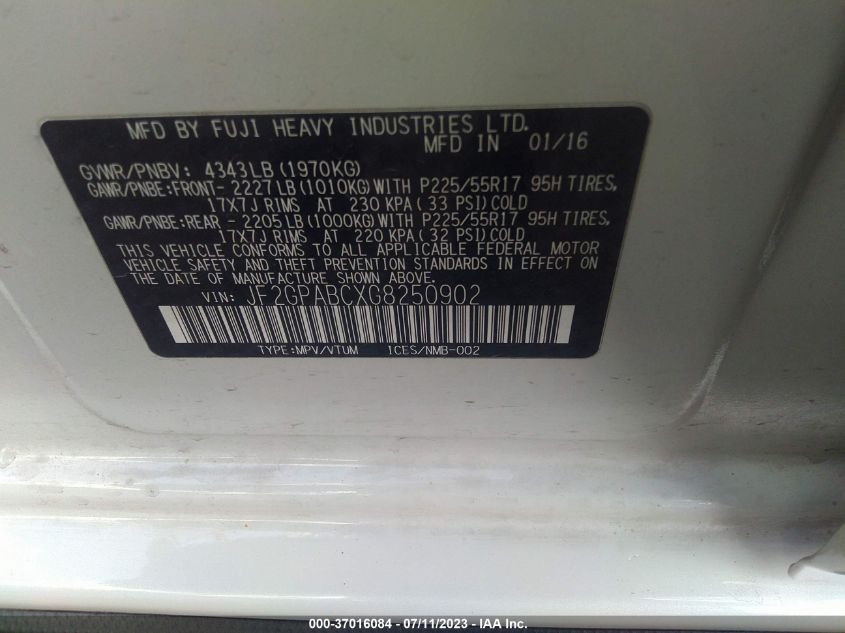 MFD BY FUJI HEAVY INDUSTRIES LTD.
MFD IN 01/16
GVWR/PNBV: 4343LB (1970KG)
GAWR/PNBE:FRONT- 2227LB (1010KG) WITH P225/55R17 95H TIRES,
17X7J RIMS AT 230 KPA (33 PSI) COLD
GAWR/PNBE:REAR - 2205LB (1000KG) WITH P225/55R17 95H TIRES,
17X7J RIMS AT 220 KPA (32 PSI) COLD
THIS VEHICLE CONFORMS TO ALL APPLICABLE FEDERAL MOTOR
VEHICLE SAFETY AND THEFT PREVENTION STANDARDS IN EFFECT ON
THE DATE OF MANUFACTURE SHOWN ABOVE.
VIN: JF2GPABCXG8250902
TYPE:MPV/VTUM ICES/NMB-002
000-37016084 - 07/11/2023 - IAA Inc.